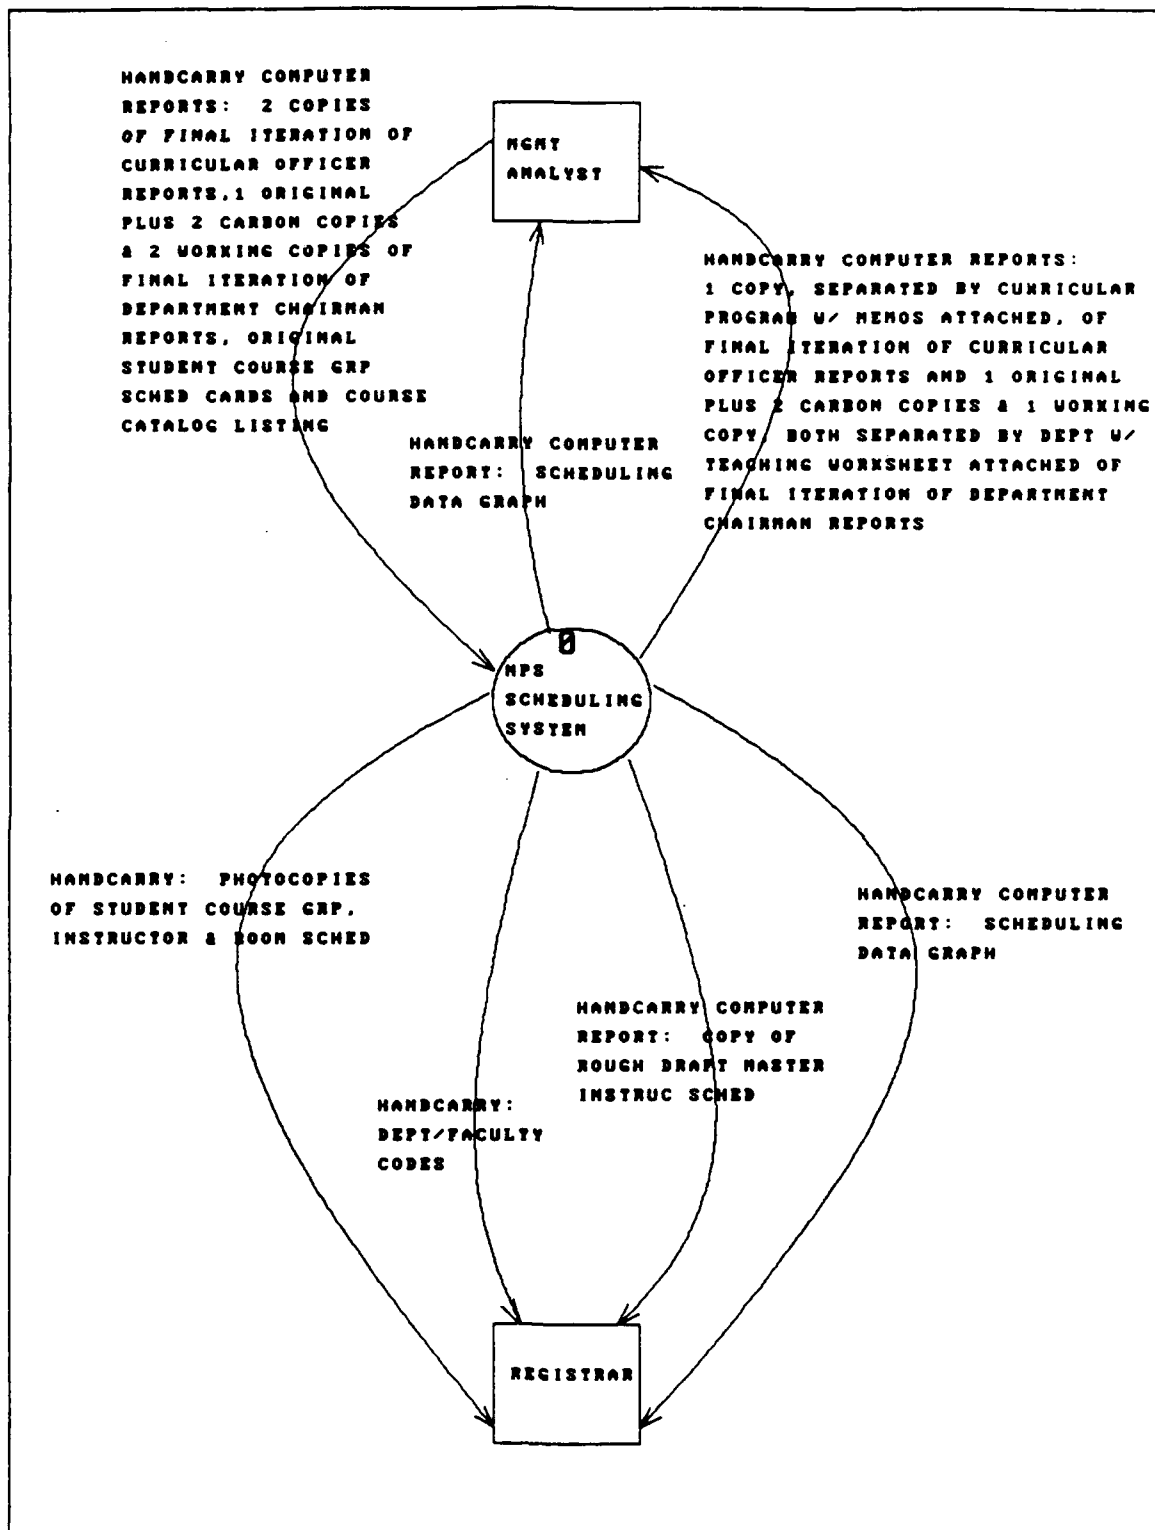 HANDCARRY COMPUTER
REPORTS: 2 COPIES
OF FINAL ITERATION OF
CURRICULAR OFFICER
REPORTS, 1 ORIGINAL
PLUS 2 CARBON COPIES
& 2 WORKING COPIES OF
FINAL ITERATION OF
DEPARTMENT CHAIRMAN
REPORTS, ORIGINAL
STUDENT COURSE GRP
SCHED CARDS AND COURSE
CATALOG LISTING
MGMT
ANALYST
HANDCARRY COMPUTER
REPORT: SCHEDULING
DATA GRAPH
HANDCARRY COMPUTER REPORTS:
1 COPY, SEPARATED BY CURRICULAR
PROGRAM W/ MEMOS ATTACHED, OF
FINAL ITERATION OF CURRICULAR
OFFICER REPORTS AND 1 ORIGINAL
PLUS 2 CARBON COPIES & 1 WORKING
COPY, BOTH SEPARATED BY DEPT W/
TEACHING WORKSHEET ATTACHED OF
FINAL ITERATION OF DEPARTMENT
CHAIRMAN REPORTS
0
NPS
SCHEDULING
SYSTEM
HANDCARRY: PHOTOCOPIES
OF STUDENT COURSE GRP,
INSTRUCTOR & ROOM SCHED
HANDCARRY COMPUTER
REPORT: SCHEDULING
DATA GRAPH
HANDCARRY COMPUTER
REPORT: COPY OF
ROUGH DRAFT MASTER
INSTRUC SCHED
HANDCARRY:
DEPT/FACULTY
CODES
REGISTRAR